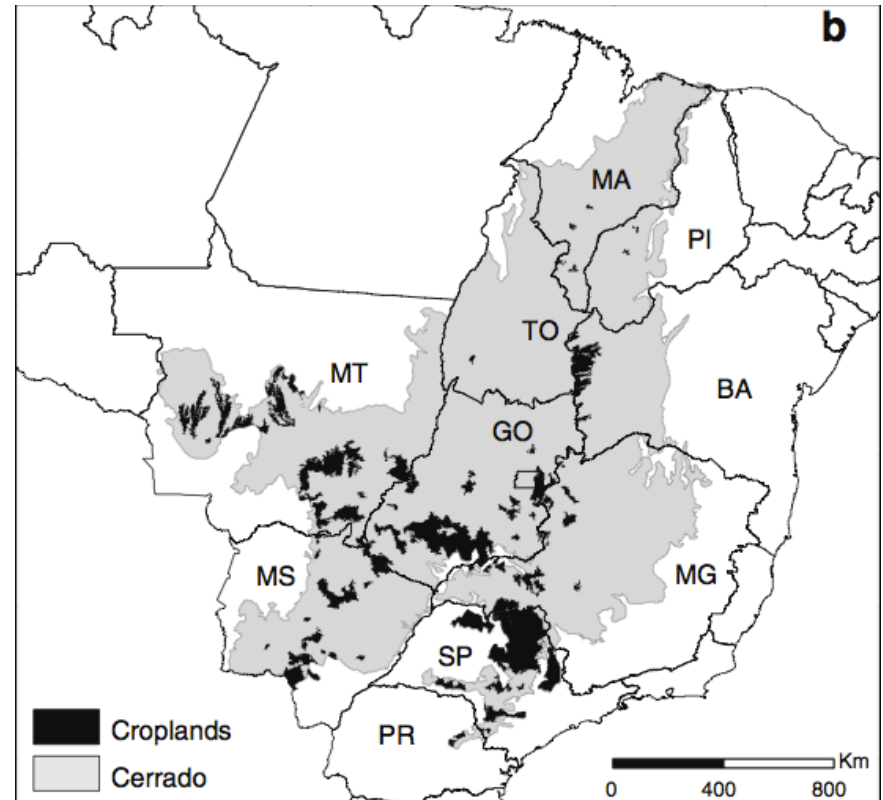 b
MA
PI
TO
MT
BA
GO
MS
MG
SP
PR
Croplands
Cerrado
Km
0 400 800